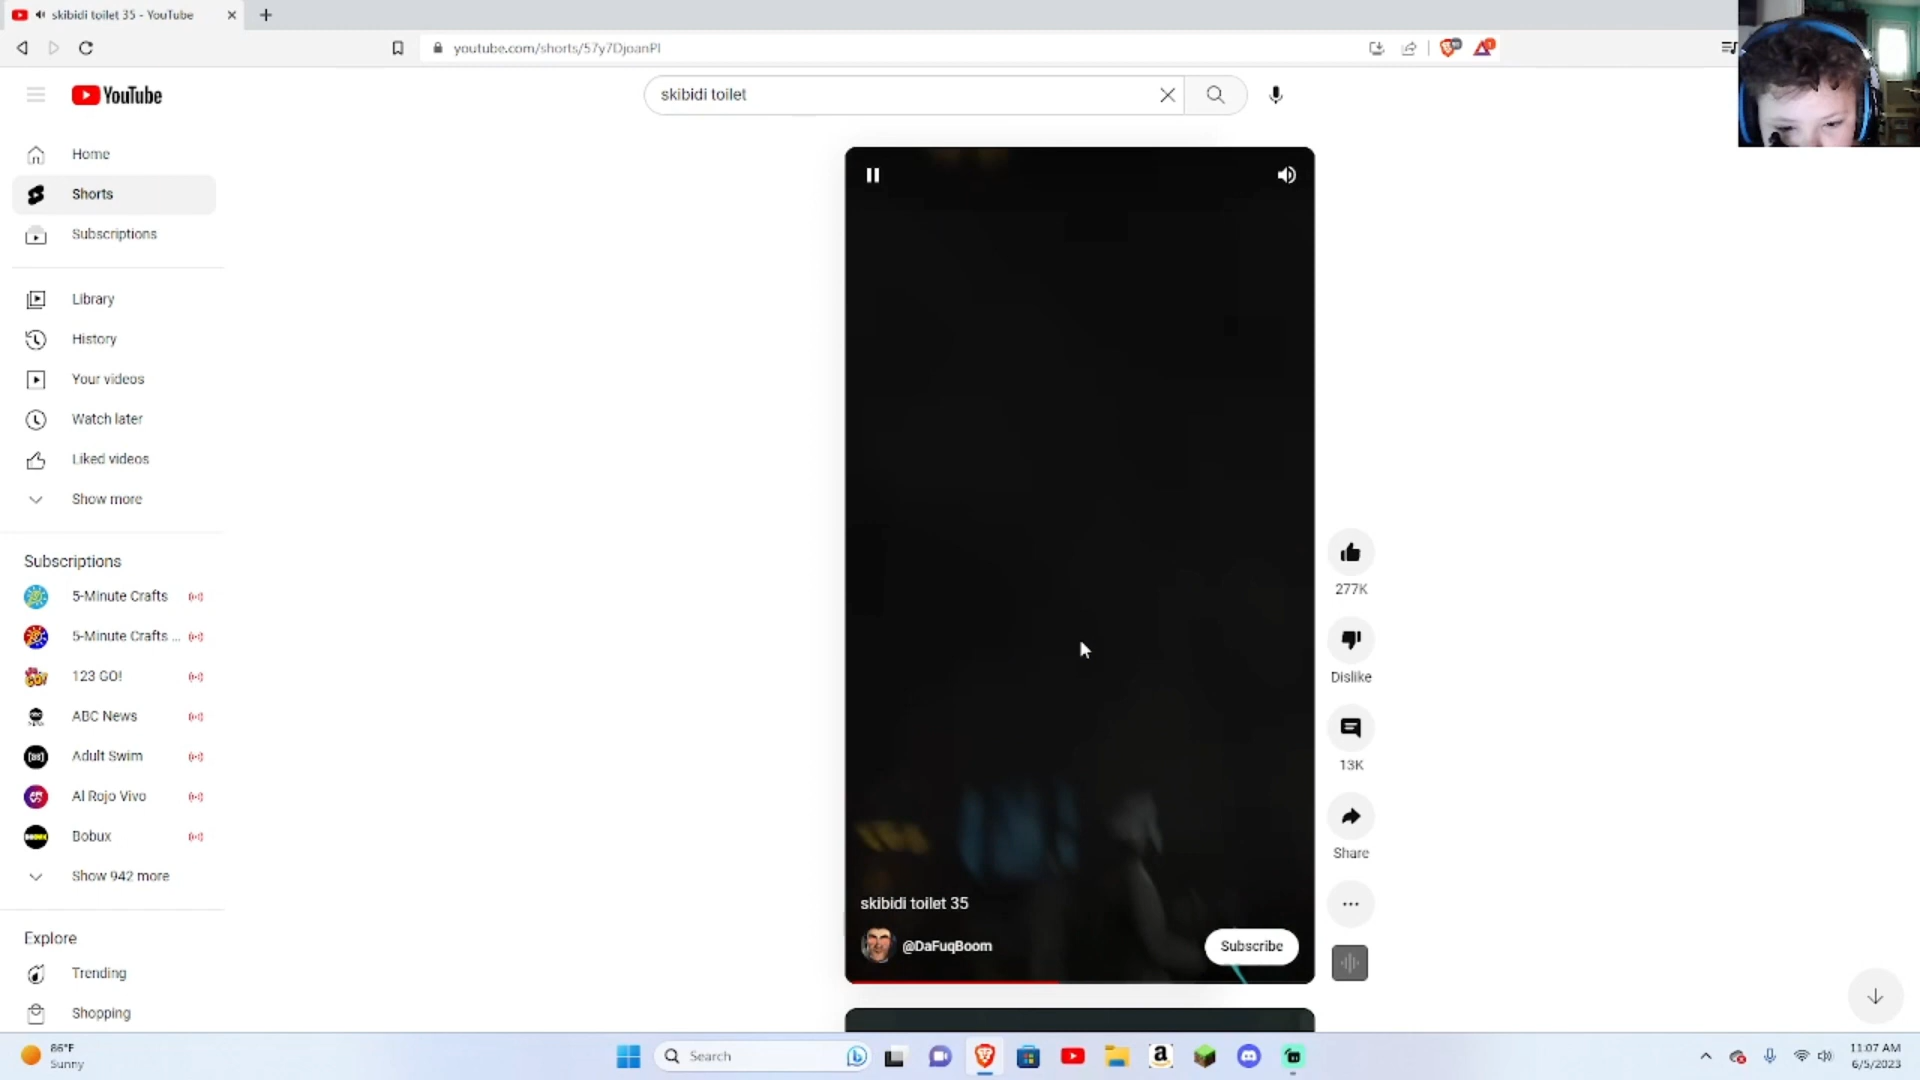 skibidi toilet 35 - YouTube
youtube.com/shorts/57y7DjoanPI
YouTube
skibidi toilet
Home
Shorts
Subscriptions
Library
History
Your videos
Watch later
Liked videos
Show more
Subscriptions
5-Minute Crafts
5-Minute Crafts ...
123 GO!
ABC News
Adult Swim
Al Rojo Vivo
Bobux
Show 942 more
Explore
Trending
Shopping
277K
Dislike
13K
Share
skibidi toilet 35
@DaFuqBoom
Subscribe
86°F
Sunny
Search
11:07 AM
6/5/2023